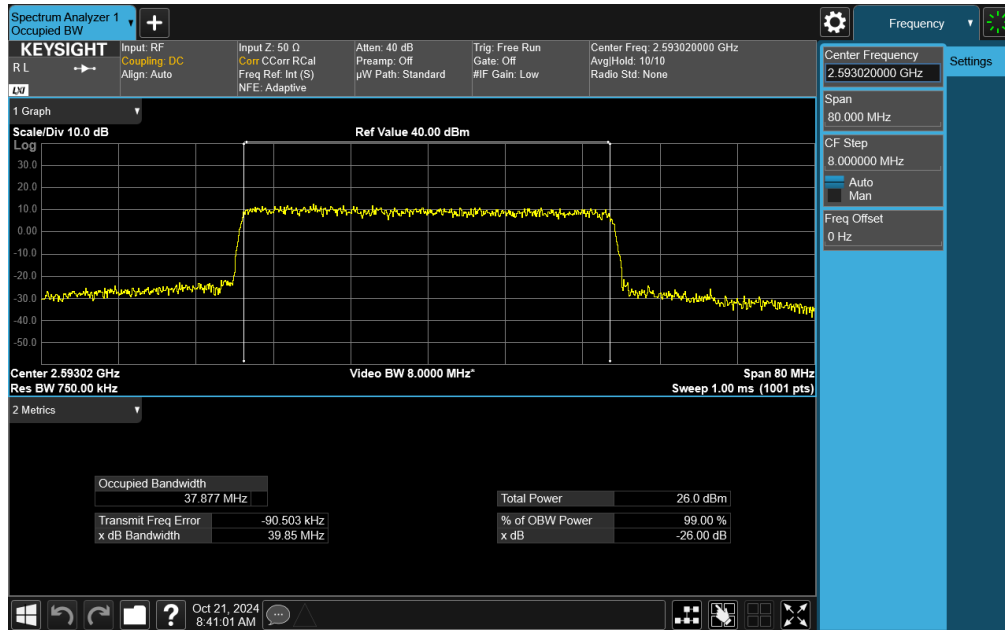 Spectrum Analyzer 1
Occupied BW
+
Frequency
KEYSIGHT
R L
LXI
Input: RF
Coupling: DC
Align: Auto
Input Z: 50 Ω
Corr CCorr RCal
Freq Ref: Int (S)
NFE: Adaptive
Atten: 40 dB
Preamp: Off
µW Path: Standard
Trig: Free Run
Gate: Off
#IF Gain: Low
Center Freq: 2.593020000 GHz
Avg|Hold: 10/10
Radio Std: None
Center Frequency
2.593020000 GHz
Settings
Span
80.000 MHz
CF Step
8.000000 MHz
Auto
Man
Freq Offset
0 Hz
1 Graph
Scale/Div 10.0 dB
Ref Value 40.00 dBm
Log
30.0
20.0
10.0
0.00
-10.0
-20.0
-30.0
-40.0
-50.0
Center 2.59302 GHz
Video BW 8.0000 MHz*
Span 80 MHz
Res BW 750.00 kHz
Sweep 1.00 ms (1001 pts)
2 Metrics
Occupied Bandwidth
37.877 MHz
Total Power 26.0 dBm
Transmit Freq Error -90.503 kHz
% of OBW Power 99.00 %
x dB Bandwidth 39.85 MHz
x dB -26.00 dB
?
Oct 21, 2024
8:41:01 AM